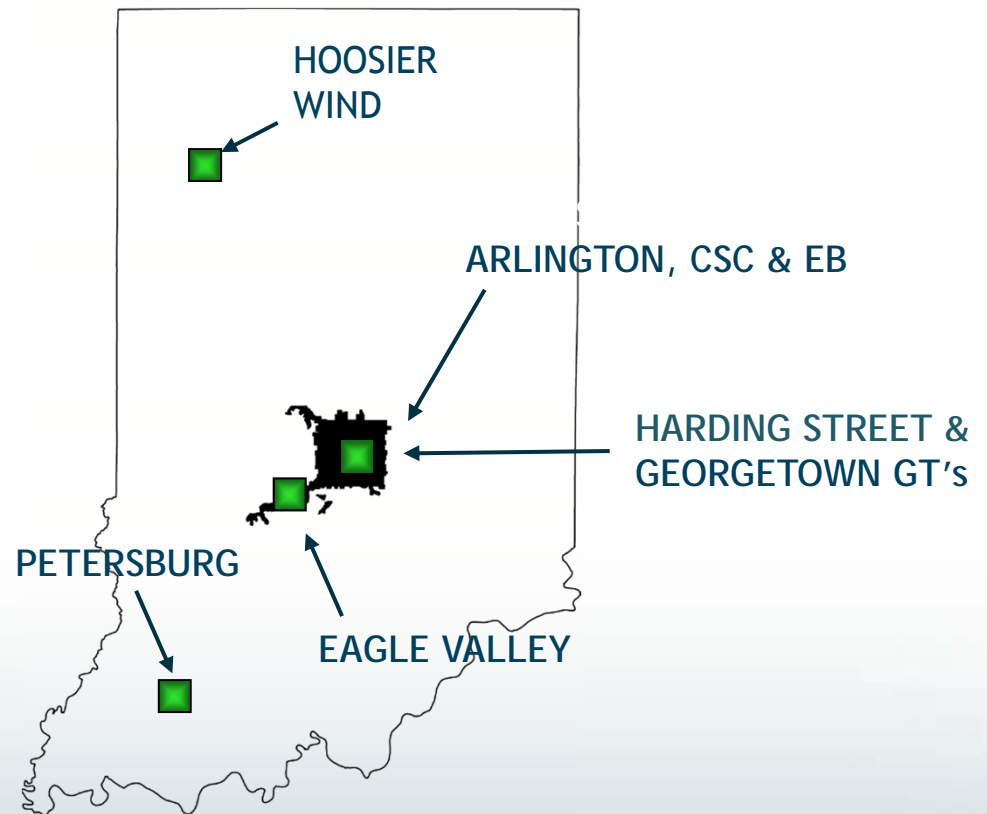 HOOSIER
WIND
ARLINGTON, CSC & EB
HARDING STREET &
GEORGETOWN GT's
PETERSBURG
EAGLE VALLEY